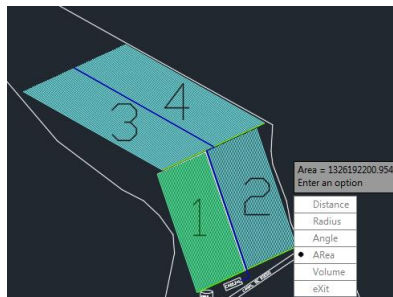 4
3
Area = 1326192200.954
Enter an option
2
Distance
1
Radius
Angle
ARea
Volume
eXit